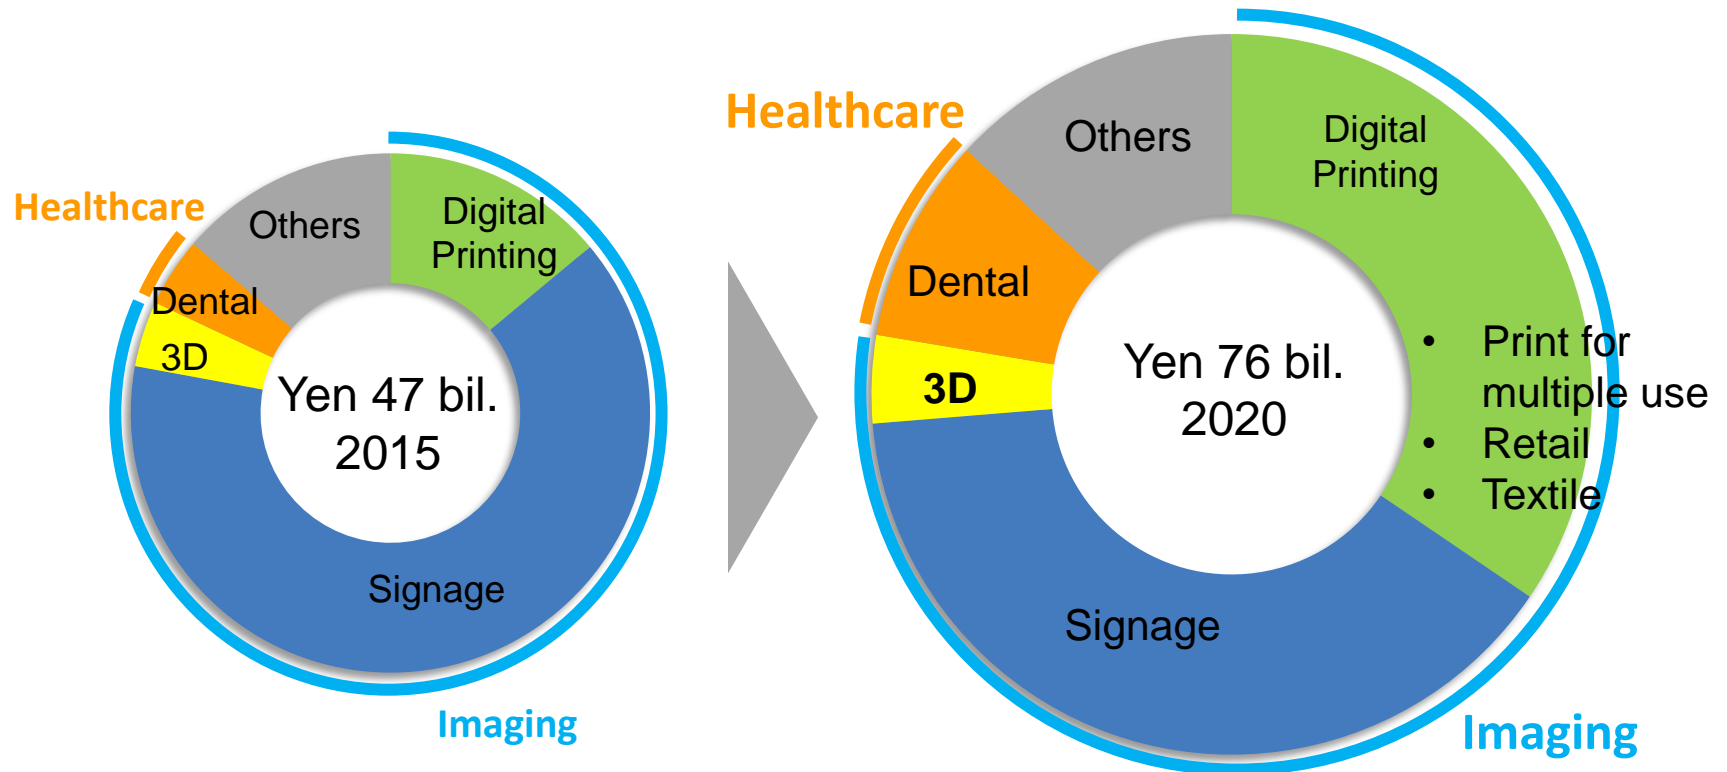 Healthcare
Others
Digital
Printing
Dental
3D
Yen 47 bil.
2015
Signage
Imaging
Healthcare
Others
Digital
Printing
Dental
3D
Yen 76 bil.
2020
• Print for
multiple use
• Retail
• Textile
Signage
Imaging